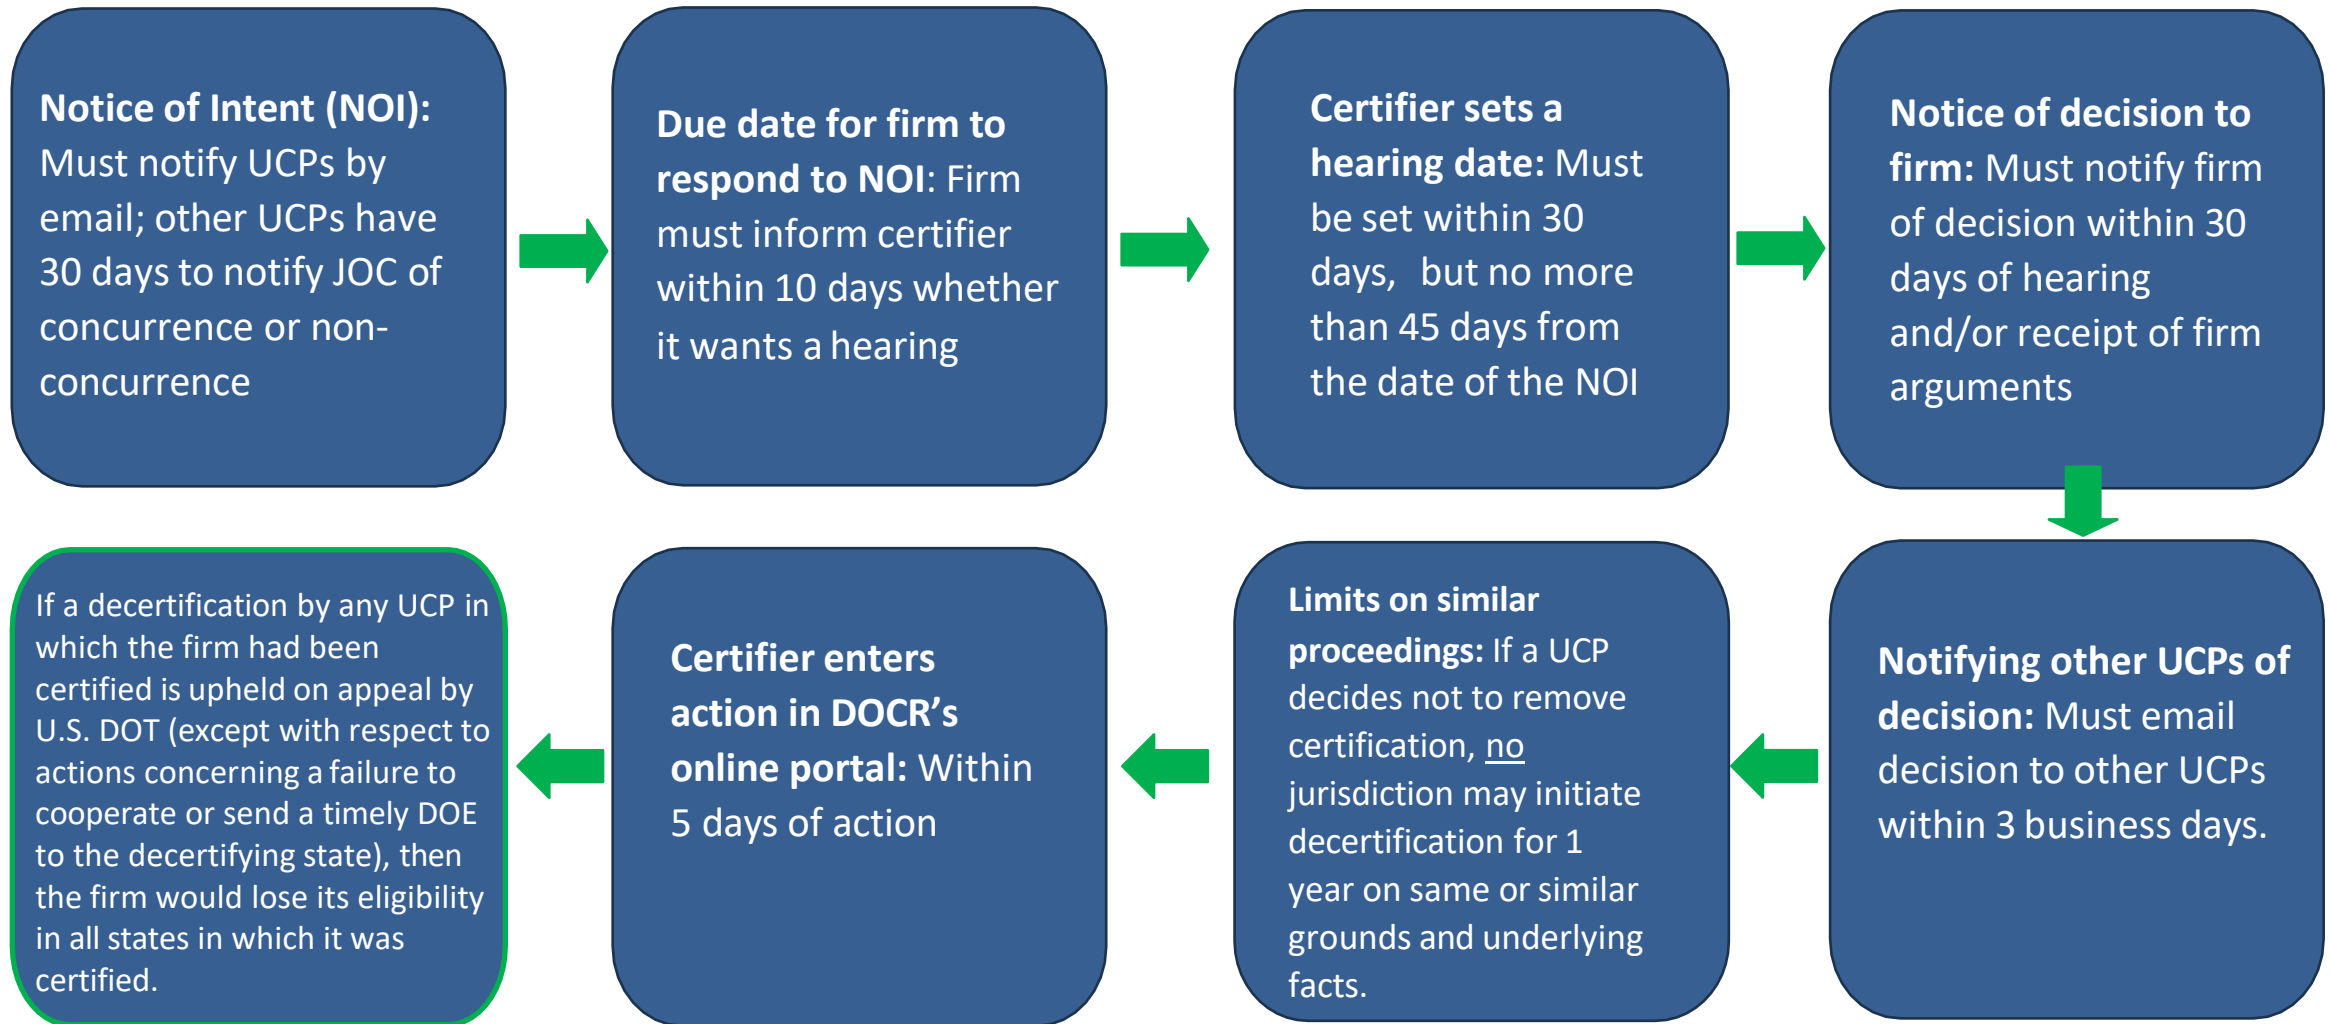 Notice of Intent (NOI):
Must notify UCPs by
email; other UCPs have
30 days to notify JOC of
concurrence or non-
concurrence
Due date for firm to
respond to NOI: Firm
must inform certifier
within 10 days whether
it wants a hearing
Certifier sets a
hearing date: Must
be set within 30
days, but no more
than 45 days from
the date of the NOI
Notice of decision to
firm: Must notify firm
of decision within 30
days of hearing
and/or receipt of firm
arguments
Notifying other UCPs of
decision: Must email
decision to other UCPs
within 3 business days.
Limits on similar
proceedings: If a UCP
decides not to remove
certification, no
jurisdiction may initiate
decertification for 1
year on same or similar
grounds and underlying
facts.
Certifier enters
action in DOCR’s
online portal: Within
5 days of action
If a decertification by any UCP in
which the firm had been
certified is upheld on appeal by
U.S. DOT (except with respect to
actions concerning a failure to
cooperate or send a timely DOE
to the decertifying state), then
the firm would lose its eligibility
in all states in which it was
certified.